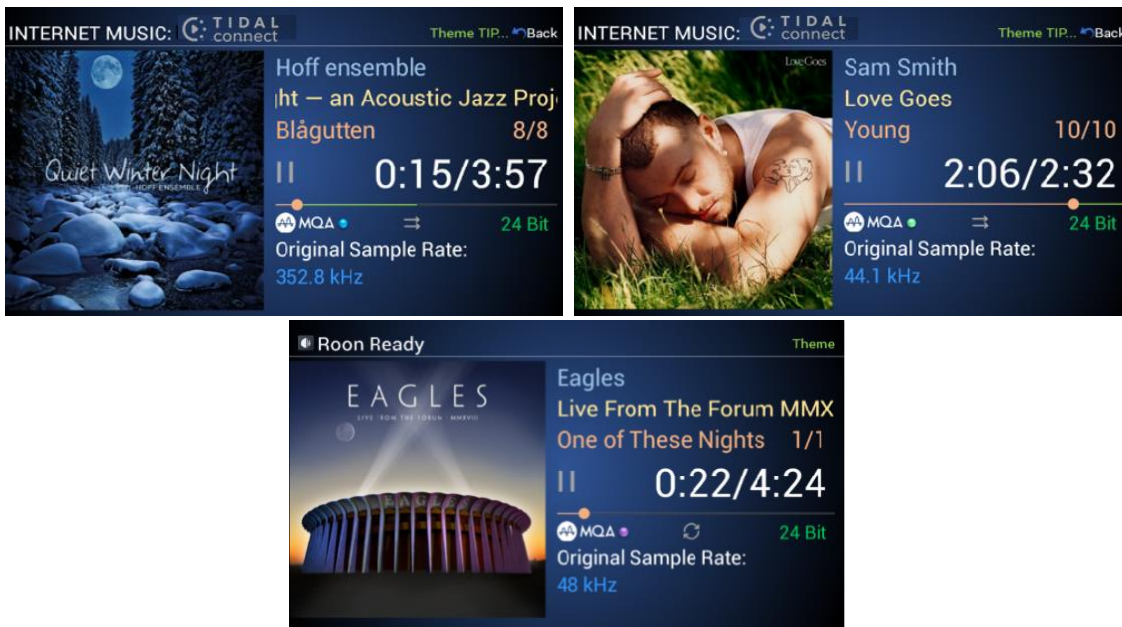 INTERNET MUSIC: TIDAL connect Theme TIP... Back
Quiet Winter Night
HOFF ENSEMBLE
Hoff ensemble
ht — an Acoustic Jazz Proj
Blågutten 8/8
0:15/3:57
MQA 24 Bit
Original Sample Rate:
352.8 kHz
INTERNET MUSIC: TIDAL connect Theme TIP... Back
Love Goes
Sam Smith
Love Goes
Young 10/10
2:06/2:32
MQA 24 Bit
Original Sample Rate:
44.1 kHz
Roon Ready Theme
EAGLES
LIVE FROM THE FORUM - MMXVIII
EAGLES
Eagles
Live From The Forum MMX
One of These Nights 1/1
0:22/4:24
MQA 24 Bit
Original Sample Rate:
48 kHz